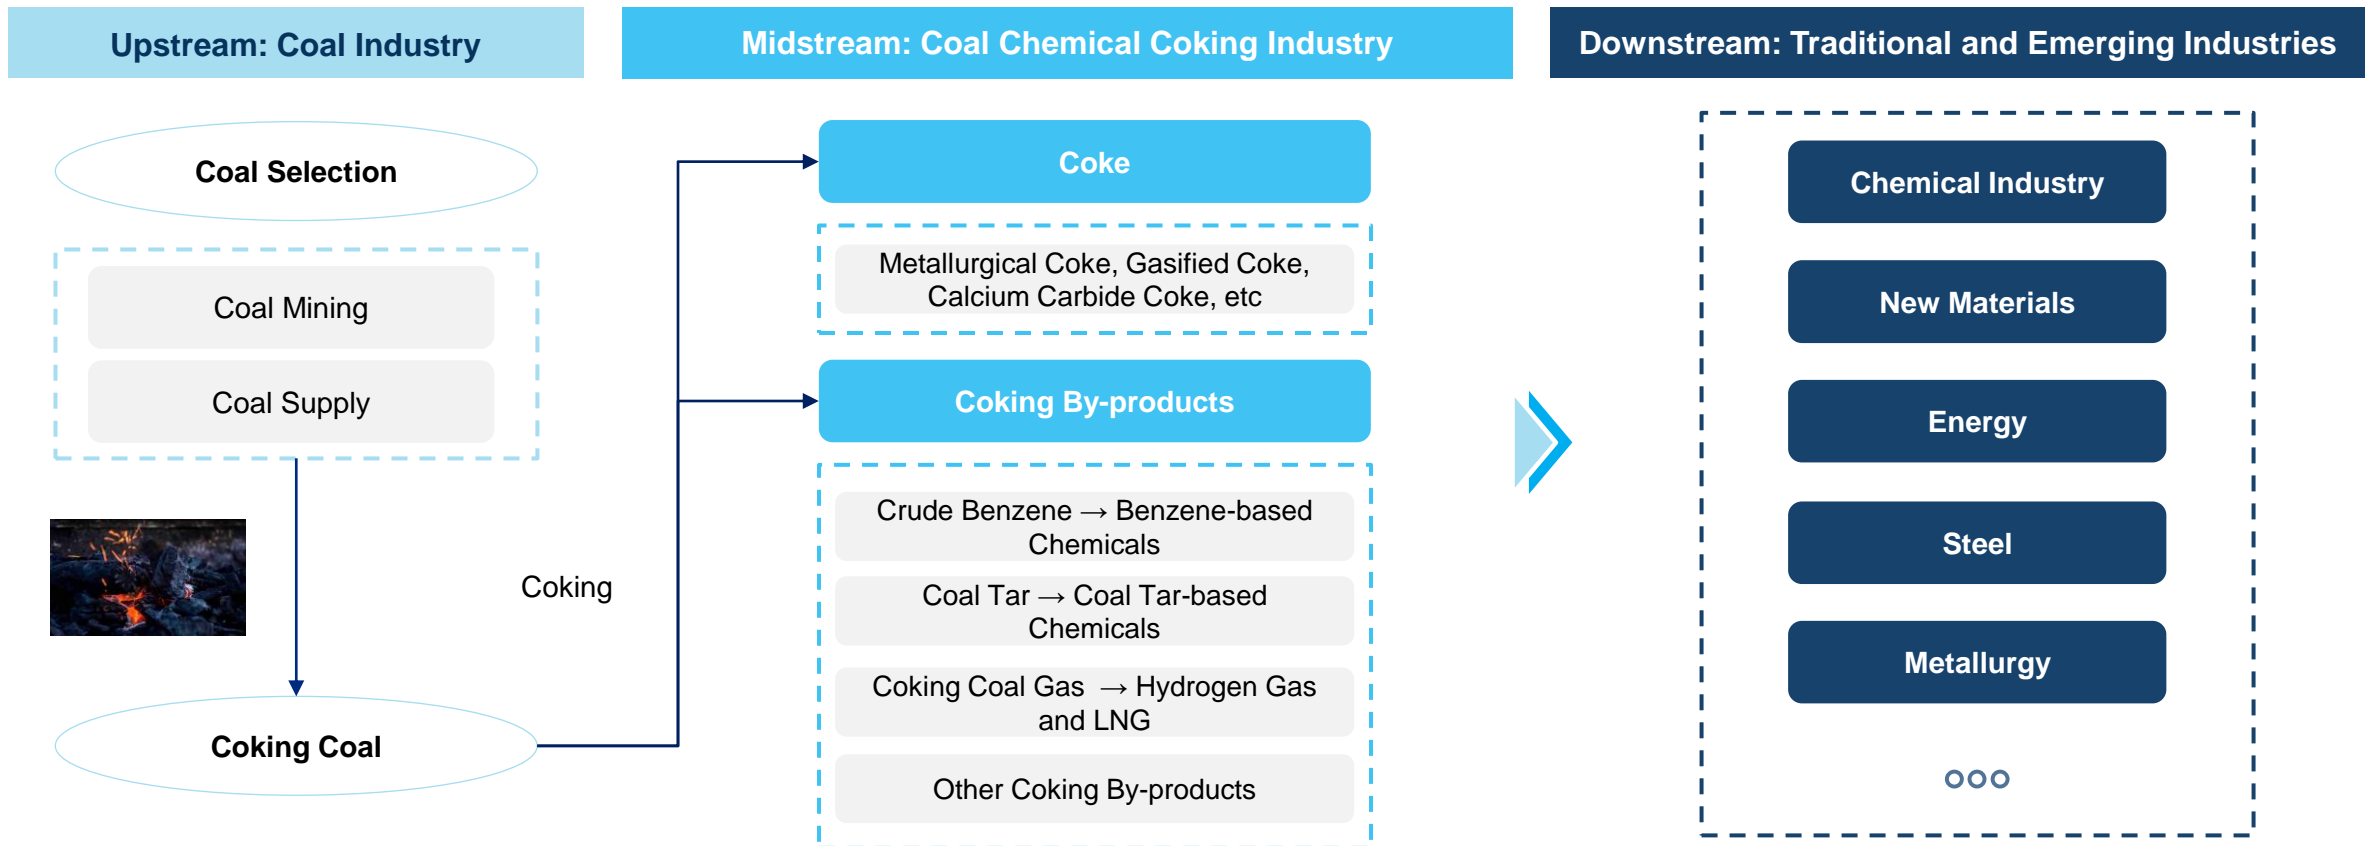 Upstream: Coal Industry
Midstream: Coal Chemical Coking Industry
Downstream: Traditional and Emerging Industries
Coal Selection
Coal Mining
Coal Supply
Coking Coal
Coking
Coke
Metallurgical Coke, Gasified Coke,
Calcium Carbide Coke, etc
Coking By-products
Crude Benzene → Benzene-based
Chemicals
Coal Tar → Coal Tar-based
Chemicals
Coking Coal Gas → Hydrogen Gas
and LNG
Other Coking By-products
Chemical Industry
New Materials
Energy
Steel
Metallurgy